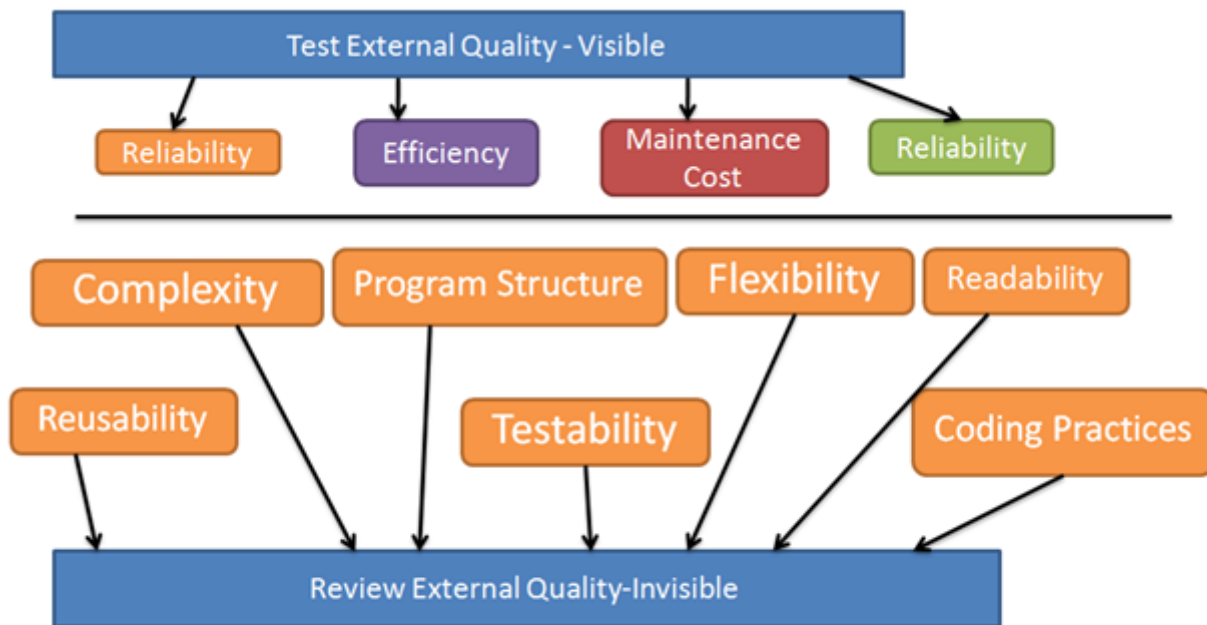 Test External Quality - Visible
Reliability
Efficiency
Maintenance
Cost
Reliability
Complexity
Program Structure
Flexibility
Readability
Reusability
Testability
Coding Practices
Review External Quality-Invisible